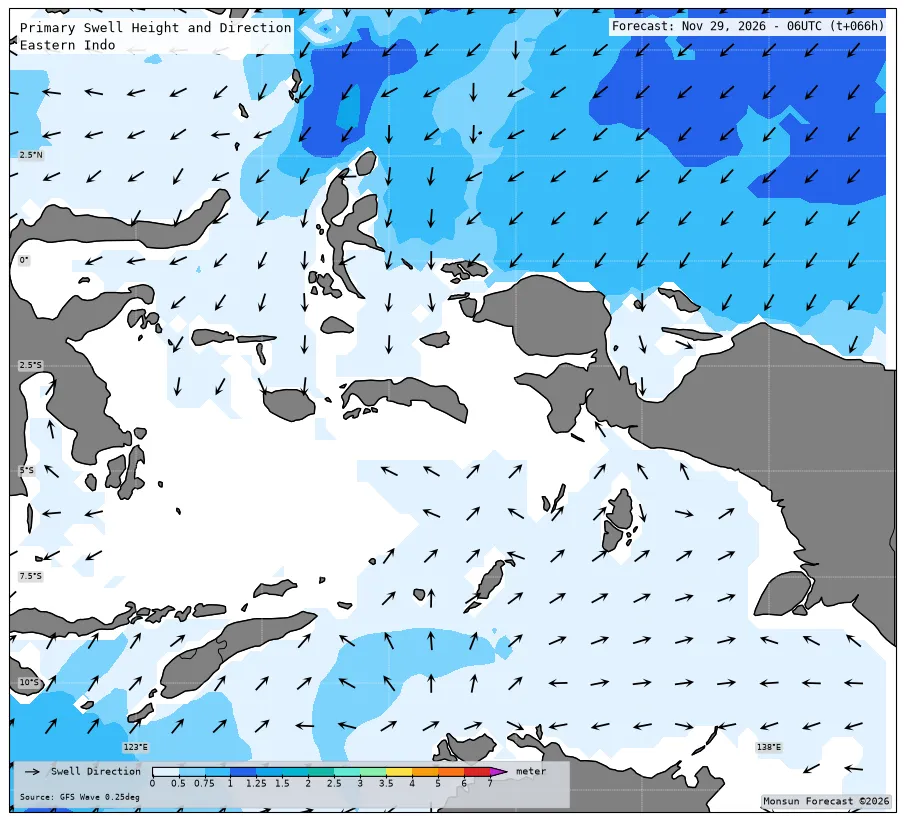 Primary Swell Height and Direction
Eastern Indo
Forecast: Nov 29, 2026 - 06UTC (t+066h)
2.5°N
0°
2.5°S
5°S
7.5°S
10°S
123°E
138°E
Swell Direction
0 0.5 0.75 1 1.25 1.5 2 2.5 3 3.5 4 5 6 7
meter
Source: GFS Wave 0.25deg
Monsun Forecast ©2026